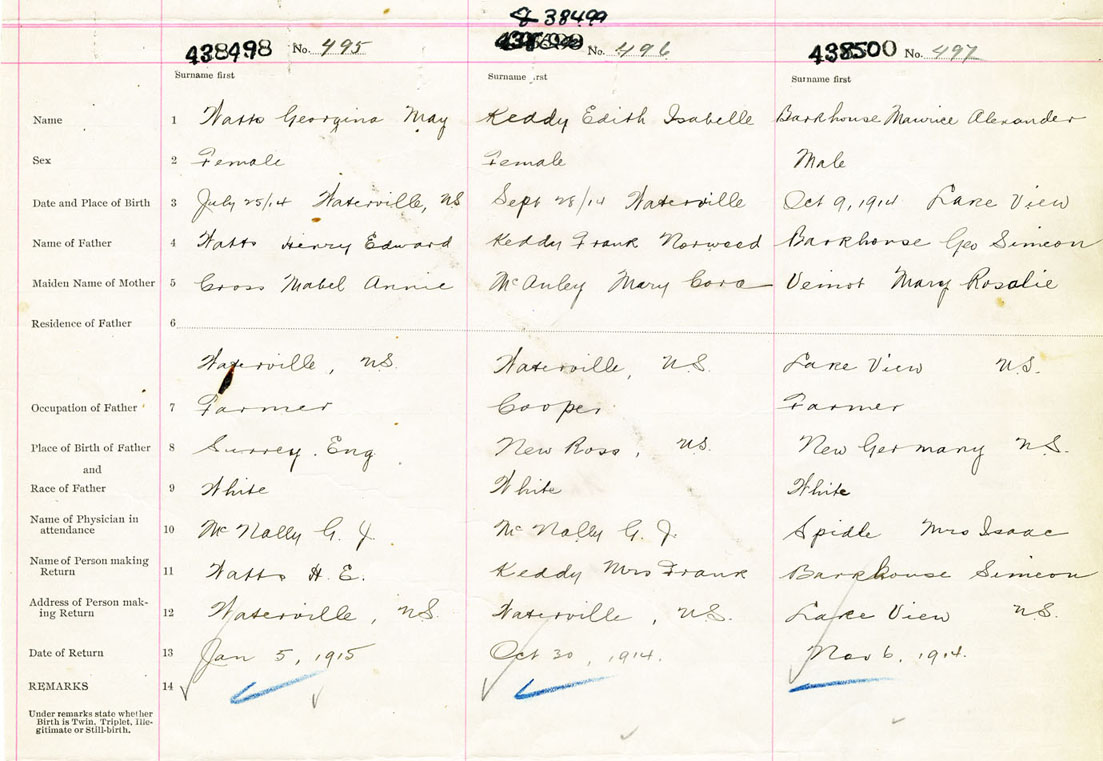 438499
438498 No. 495 No. 496 438500 No. 497
Surname first Surname first Surname first
Name 1 Watts Georgina May Keddy Edith Isabelle Barkhouse Maurice Alexander
Sex 2 Female Female Male
Date and Place of Birth 3 July 25/14 Waterville, NS Sept 28/14 Waterville Oct 9, 1914 Lake View
Name of Father 4 Watts Henry Edward Keddy Frank Norwood Barkhouse Geo Simeon
Maiden Name of Mother 5 Cross Mabel Annie McAuley Mary Cora Veinot Mary Rosalie
Residence of Father 6
Waterville, NS. Waterville, NS. Lake View NS.
Occupation of Father 7 Farmer Cooper Farmer
Place of Birth of Father 8 Surrey. Eng New Ross, NS. New Germany NS.
and
Race of Father 9 White White White
Name of Physician in
attendance 10 McNally G. J. McNally G. J. Spidle Mrs Isaac
Name of Person making
Return 11 Watts H. E. Keddy Mrs Frank Barkhouse Simeon
Address of Person mak-
ing Return 12 Waterville, NS. Waterville, NS. Lake View NS.
Date of Return 13 Jan 5, 1915 Oct 30, 1914. Nov 6, 1914.
REMARKS 14
Under remarks state whether
Birth is Twin, Triplet, Ille-
gitimate or Still-birth.